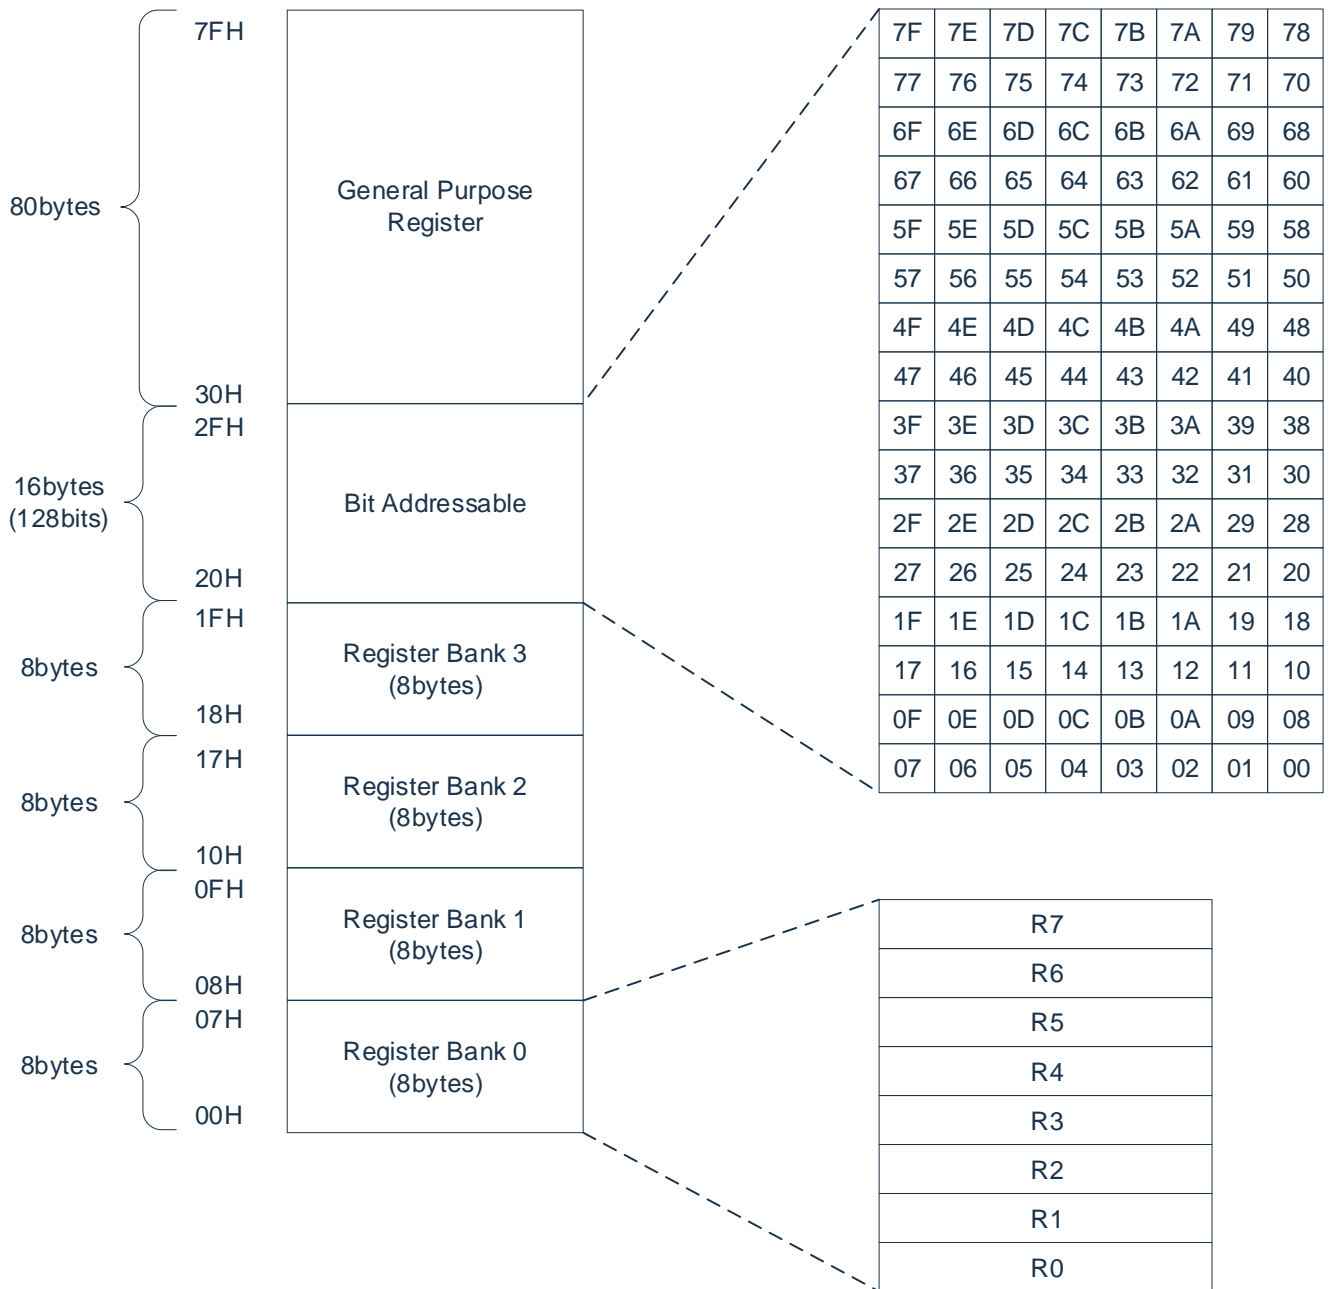 7FH
80bytes
General Purpose
Register
30H
2FH
16bytes
(128bits)
Bit Addressable
20H
1FH
8bytes
Register Bank 3
(8bytes)
18H
17H
8bytes
Register Bank 2
(8bytes)
10H
0FH
8bytes
Register Bank 1
(8bytes)
08H
07H
8bytes
Register Bank 0
(8bytes)
00H
7F 7E 7D 7C 7B 7A 79 78
77 76 75 74 73 72 71 70
6F 6E 6D 6C 6B 6A 69 68
67 66 65 64 63 62 61 60
5F 5E 5D 5C 5B 5A 59 58
57 56 55 54 53 52 51 50
4F 4E 4D 4C 4B 4A 49 48
47 46 45 44 43 42 41 40
3F 3E 3D 3C 3B 3A 39 38
37 36 35 34 33 32 31 30
2F 2E 2D 2C 2B 2A 29 28
27 26 25 24 23 22 21 20
1F 1E 1D 1C 1B 1A 19 18
17 16 15 14 13 12 11 10
0F 0E 0D 0C 0B 0A 09 08
07 06 05 04 03 02 01 00
R7
R6
R5
R4
R3
R2
R1
R0